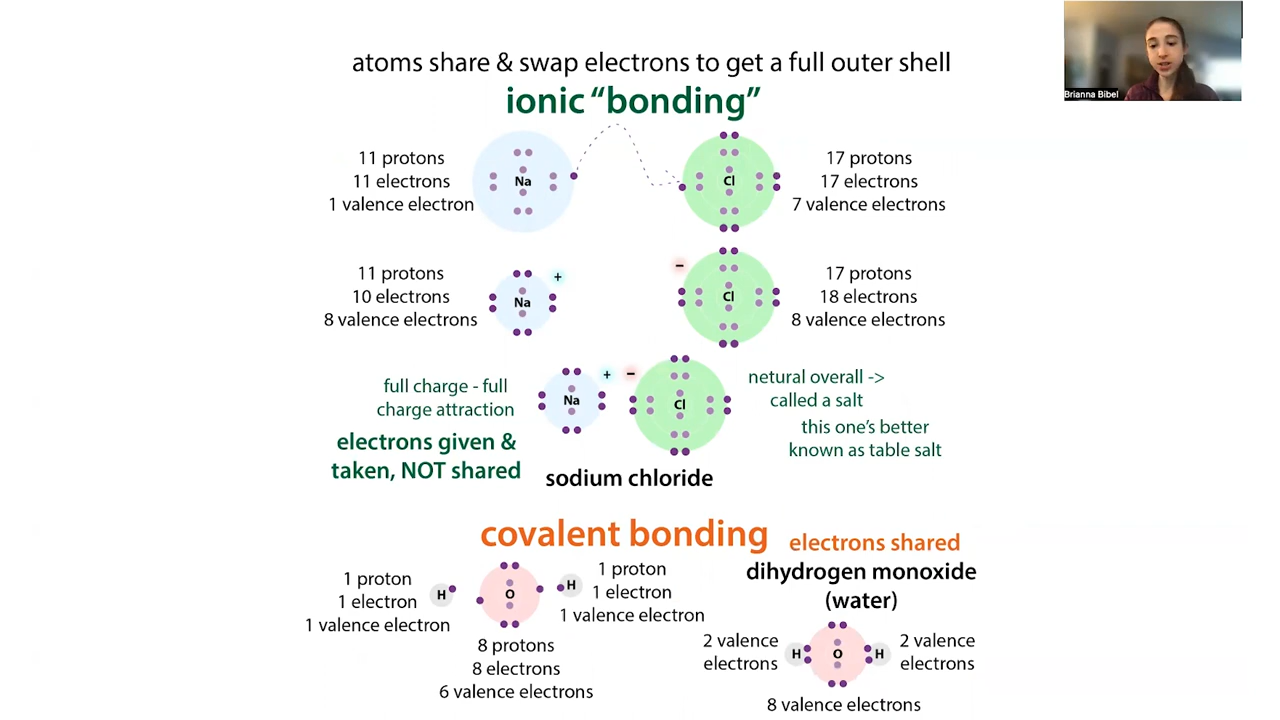 atoms share & swap electrons to get a full outer shell
ionic “bonding”
Brianna Bibel
11 protons
11 electrons
1 valence electron
Na
Cl
17 protons
17 electrons
7 valence electrons
11 protons
10 electrons
8 valence electrons
Na
+
−
Cl
17 protons
18 electrons
8 valence electrons
full charge - full
charge attraction
electrons given &
taken, NOT shared
Na
+
−
Cl
sodium chloride
netural overall ->
called a salt
this one’s better
known as table salt
covalent bonding
electrons shared
1 proton
1 electron
1 valence electron
H
O
H
1 proton
1 electron
1 valence electron
8 protons
8 electrons
6 valence electrons
dihydrogen monoxide
(water)
2 valence
electrons
H
O
H
2 valence
electrons
8 valence electrons